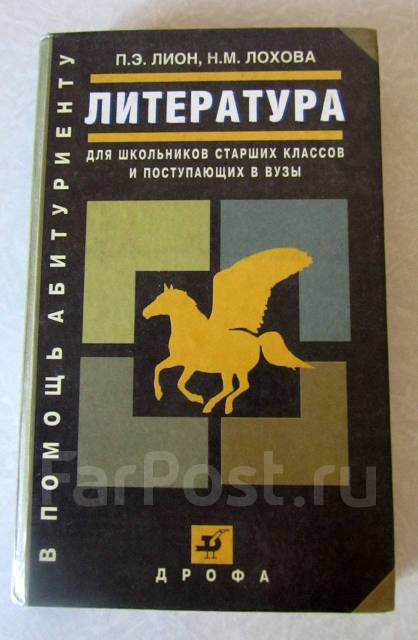 П.Э. ЛИОН, Н.М. ЛОХОВА
ЛИТЕРАТУРА
ДЛЯ ШКОЛЬНИКОВ СТАРШИХ КЛАССОВ
И ПОСТУПАЮЩИХ В ВУЗЫ
В ПОМОЩЬ АБИТУРИЕНТУ
FarPost.ru
ДРОФА